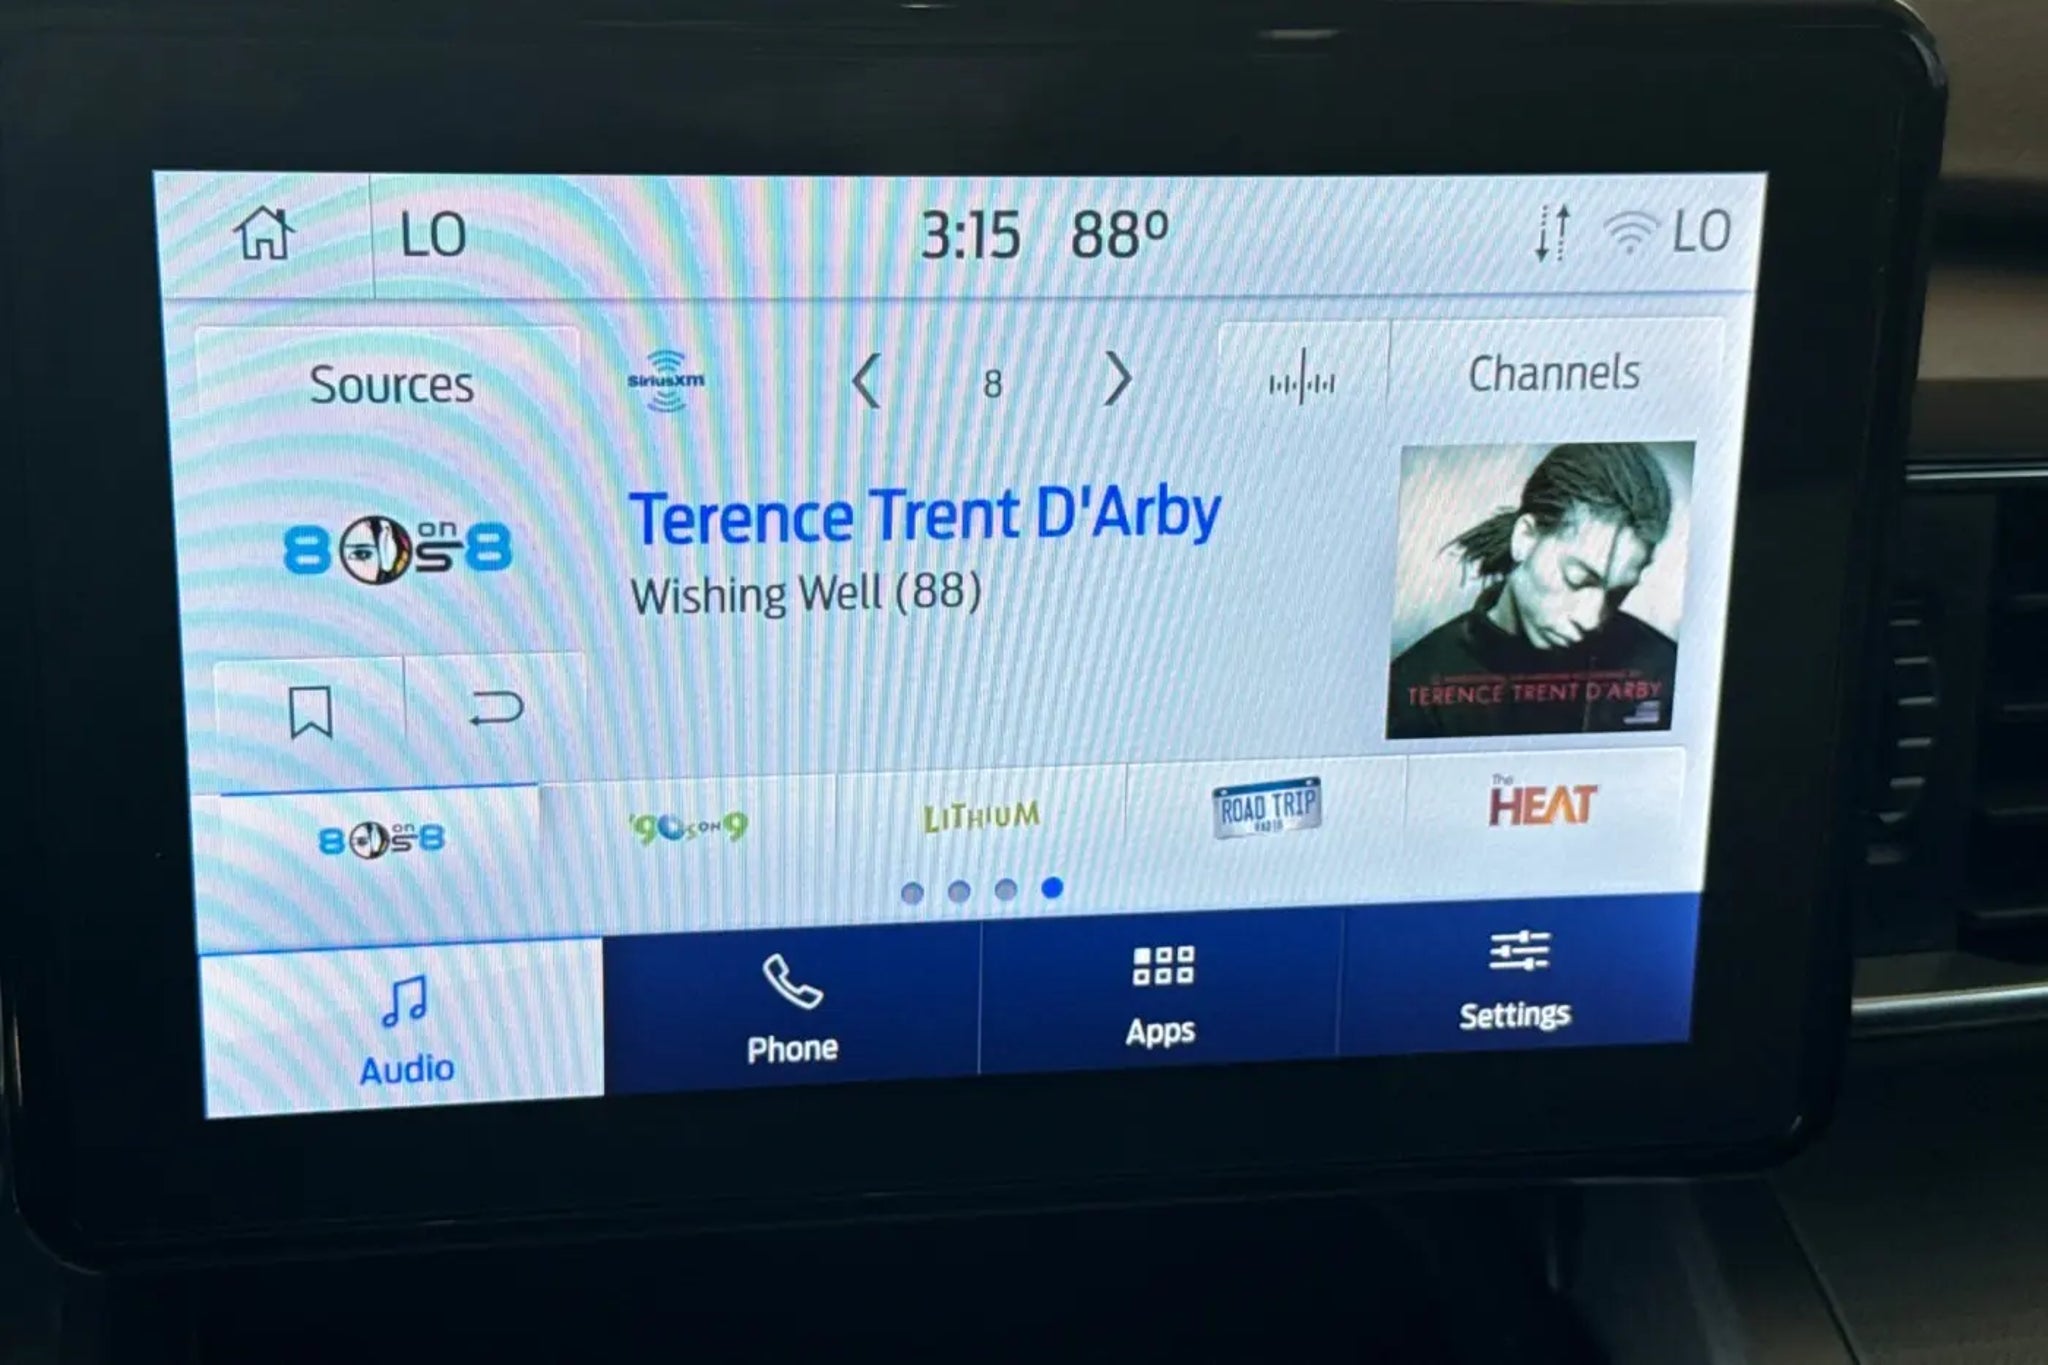 LO
3:15 88º
LO
Sources
SiriusXM
8
Channels
80s on 8
Terence Trent D'Arby
Wishing Well (88)
TERENCE TRENT D'ARBY
80s on 8
'90s ON 9
LiTHiUM
ROAD TRIP
RADIO
The
HEAT
Audio
Phone
Apps
Settings